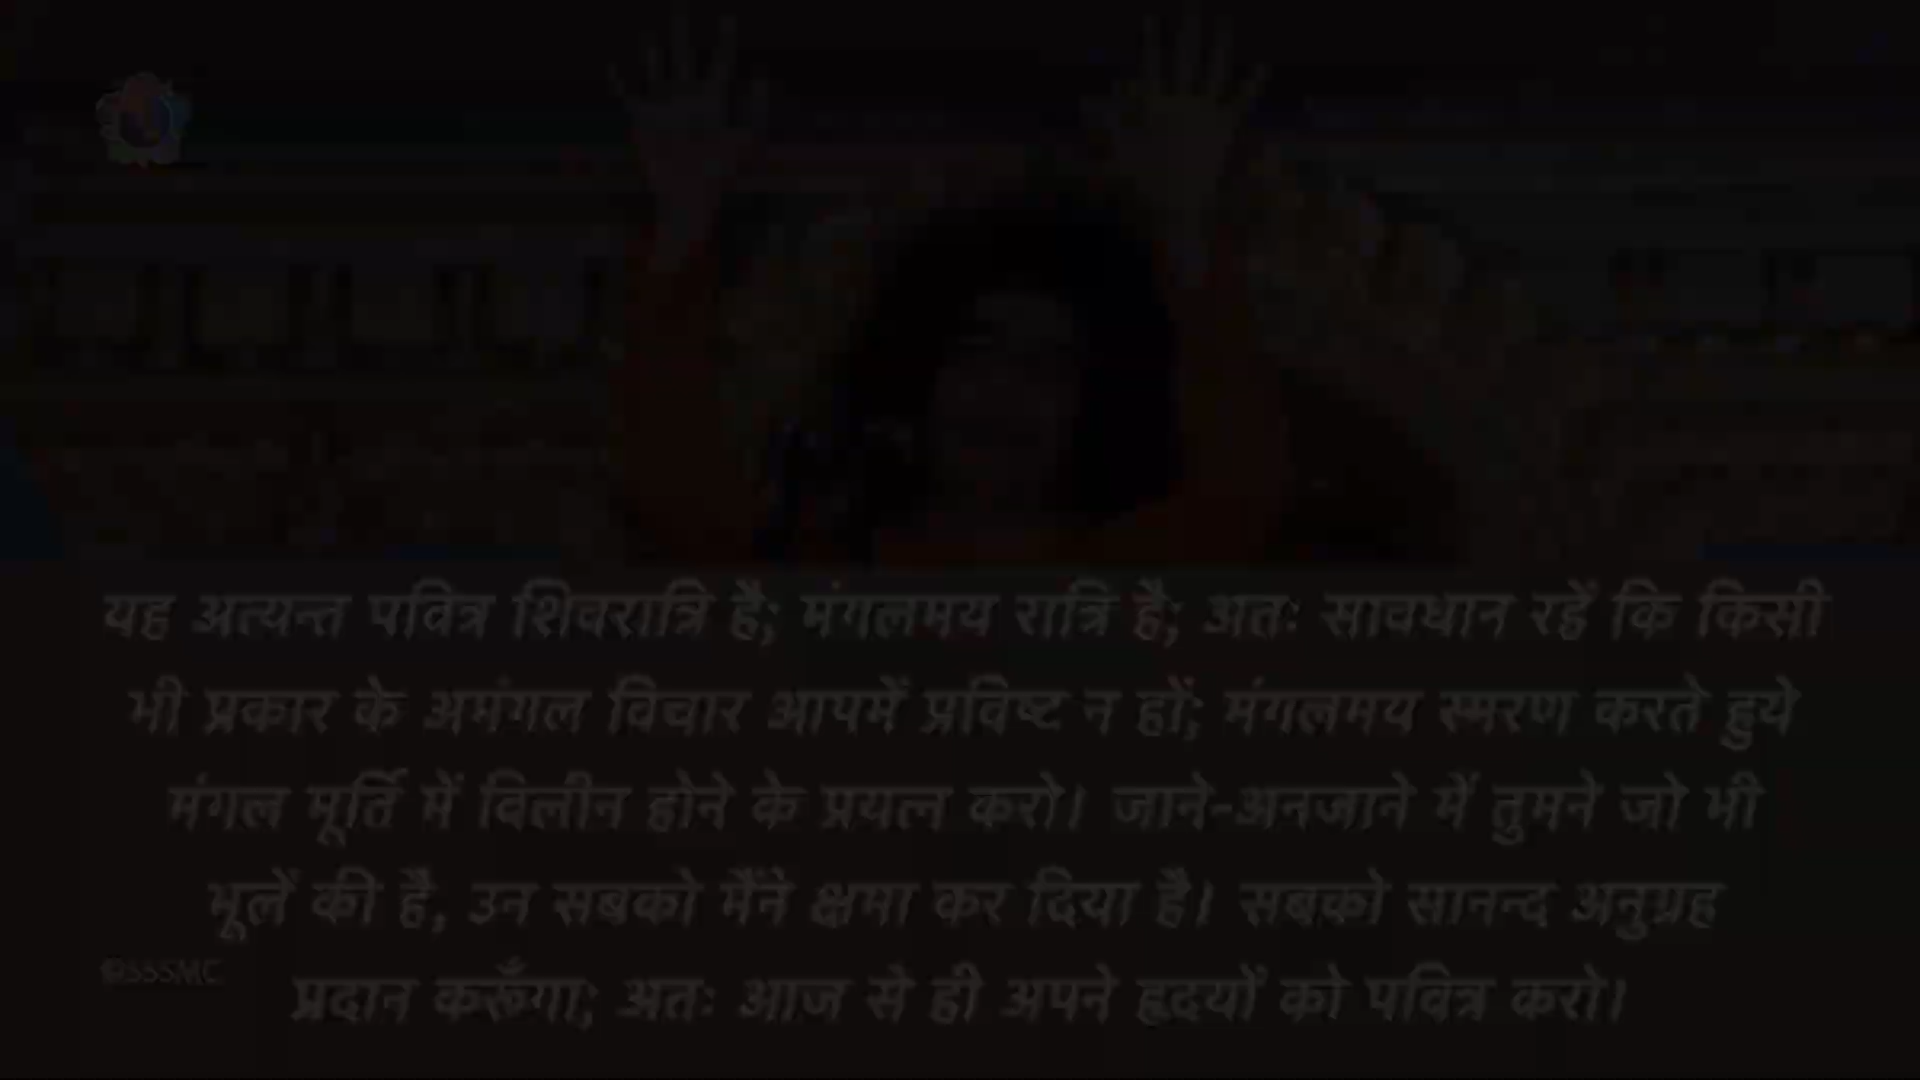 यह अत्यन्त पवित्र शिवरात्रि है; मंगलमय रात्रि है; अतः सावधान रहें कि किसी
भी प्रकार के अमंगल विचार आपमें प्रविष्ट न हों; मंगलमय स्मरण करते हुये
मंगल मूर्ति में विलीन होने के प्रयत्न करो। जाने-अनजाने में तुमने जो भी
भूलें की है, उन सबको मैंने क्षमा कर दिया है। सबको सानन्द अनुग्रह
©SSSMC
प्रदान करूँगा; अतः आज से ही अपने हृदयों को पवित्र करो।